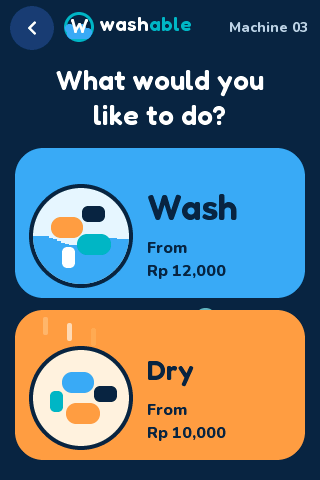 W washable
Machine 03
What would you
like to do?
Wash
From
Rp 12,000
Dry
From
Rp 10,000